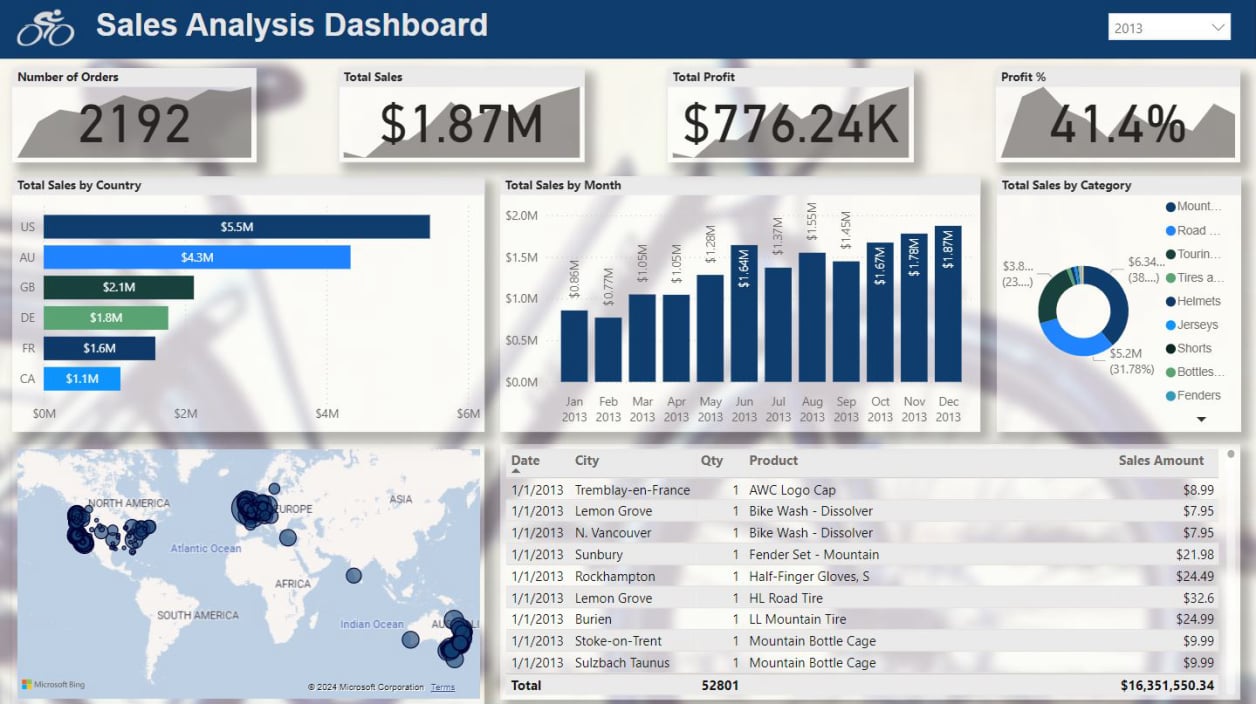 Sales Analysis Dashboard
2013
Number of Orders
2192
Total Sales
$1.87M
Total Profit
$776.24K
Profit %
41.4%
Total Sales by Country
US
$5.5M
AU
$4.3M
GB
$2.1M
DE
$1.8M
FR
$1.6M
CA
$1.1M
$0M $2M $4M $6M
Total Sales by Month
$2.0M
$1.5M
$1.0M
$0.5M
$0.0M
$0.86M
$0.77M
$1.05M
$1.05M
$1.28M
$1.64M
$1.37M
$1.55M
$1.45M
$1.67M
$1.78M
$1.87M
Jan Feb Mar Apr May Jun Jul Aug Sep Oct Nov Dec
2013 2013 2013 2013 2013 2013 2013 2013 2013 2013 2013 2013
Total Sales by Category
$3.8...
(23....)
$6.34...
(38....)
$5.2M
(31.78%)
Mount...
Road ...
Tourin...
Tires a...
Helmets
Jerseys
Shorts
Bottles...
Fenders
NORTH AMERICA
EUROPE
ASIA
Atlantic Ocean
AFRICA
SOUTH AMERICA
Indian Ocean
Microsoft Bing
© 2024 Microsoft Corporation Terms
Date City Qty Product Sales Amount
1/1/2013 Tremblay-en-France 1 AWC Logo Cap $8.99
1/1/2013 Lemon Grove 1 Bike Wash - Dissolver $7.95
1/1/2013 N. Vancouver 1 Bike Wash - Dissolver $7.95
1/1/2013 Sunbury 1 Fender Set - Mountain $21.98
1/1/2013 Rockhampton 1 Half-Finger Gloves, S $24.49
1/1/2013 Lemon Grove 1 HL Road Tire $32.6
1/1/2013 Burien 1 LL Mountain Tire $24.99
1/1/2013 Stoke-on-Trent 1 Mountain Bottle Cage $9.99
1/1/2013 Sulzbach Taunus 1 Mountain Bottle Cage $9.99
Total 52801 $16,351,550.34